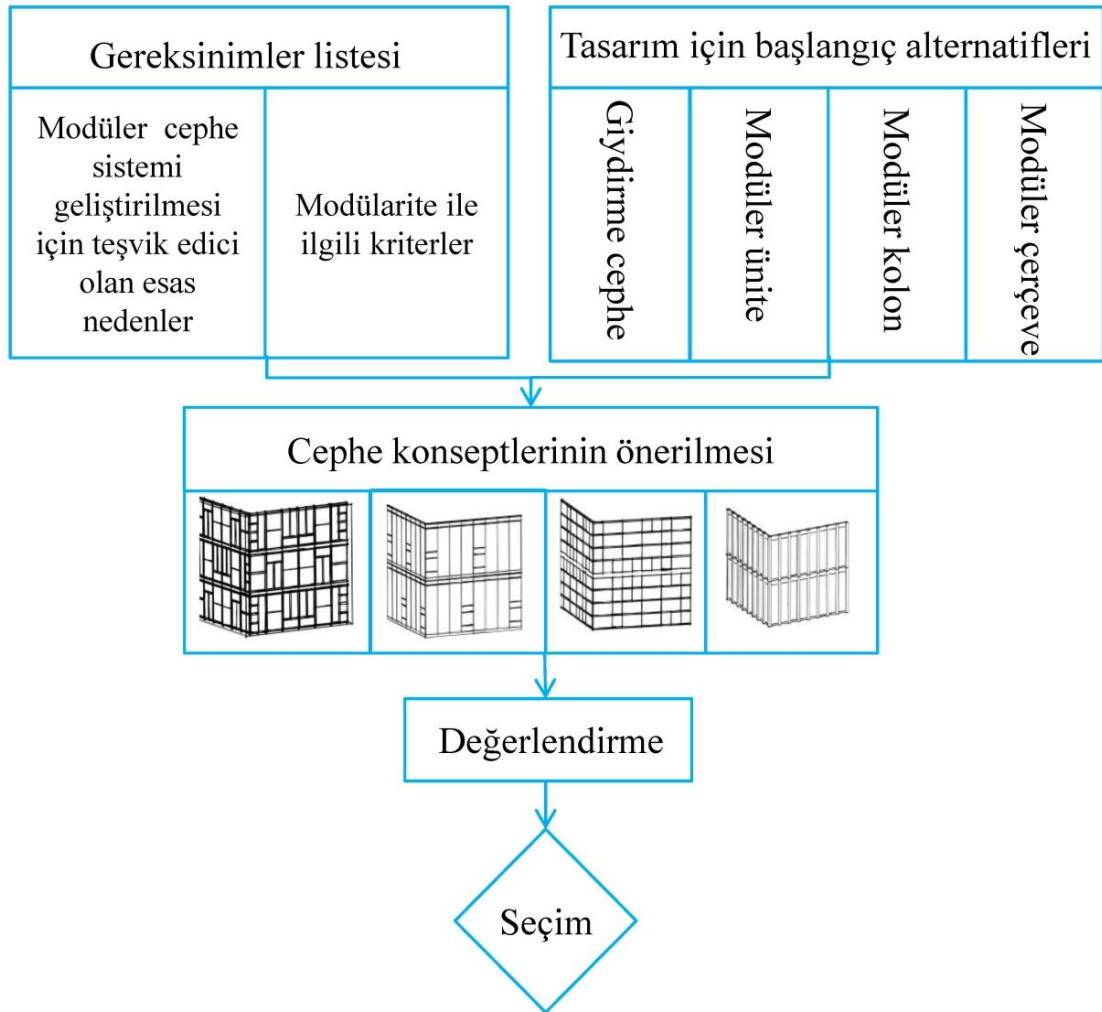 Gereksinimler listesi
Modüler cephe
sistemi
geliştirilmesi
için teşvik edici
olan esas
nedenler
Modülarite ile
ilgili kriterler
Tasarım için başlangıç alternatifleri
Giydirme cephe
Modüler ünite
Modüler kolon
Modüler çerçeve
Cephe konseptlerinin önerilmesi
Değerlendirme
Seçim